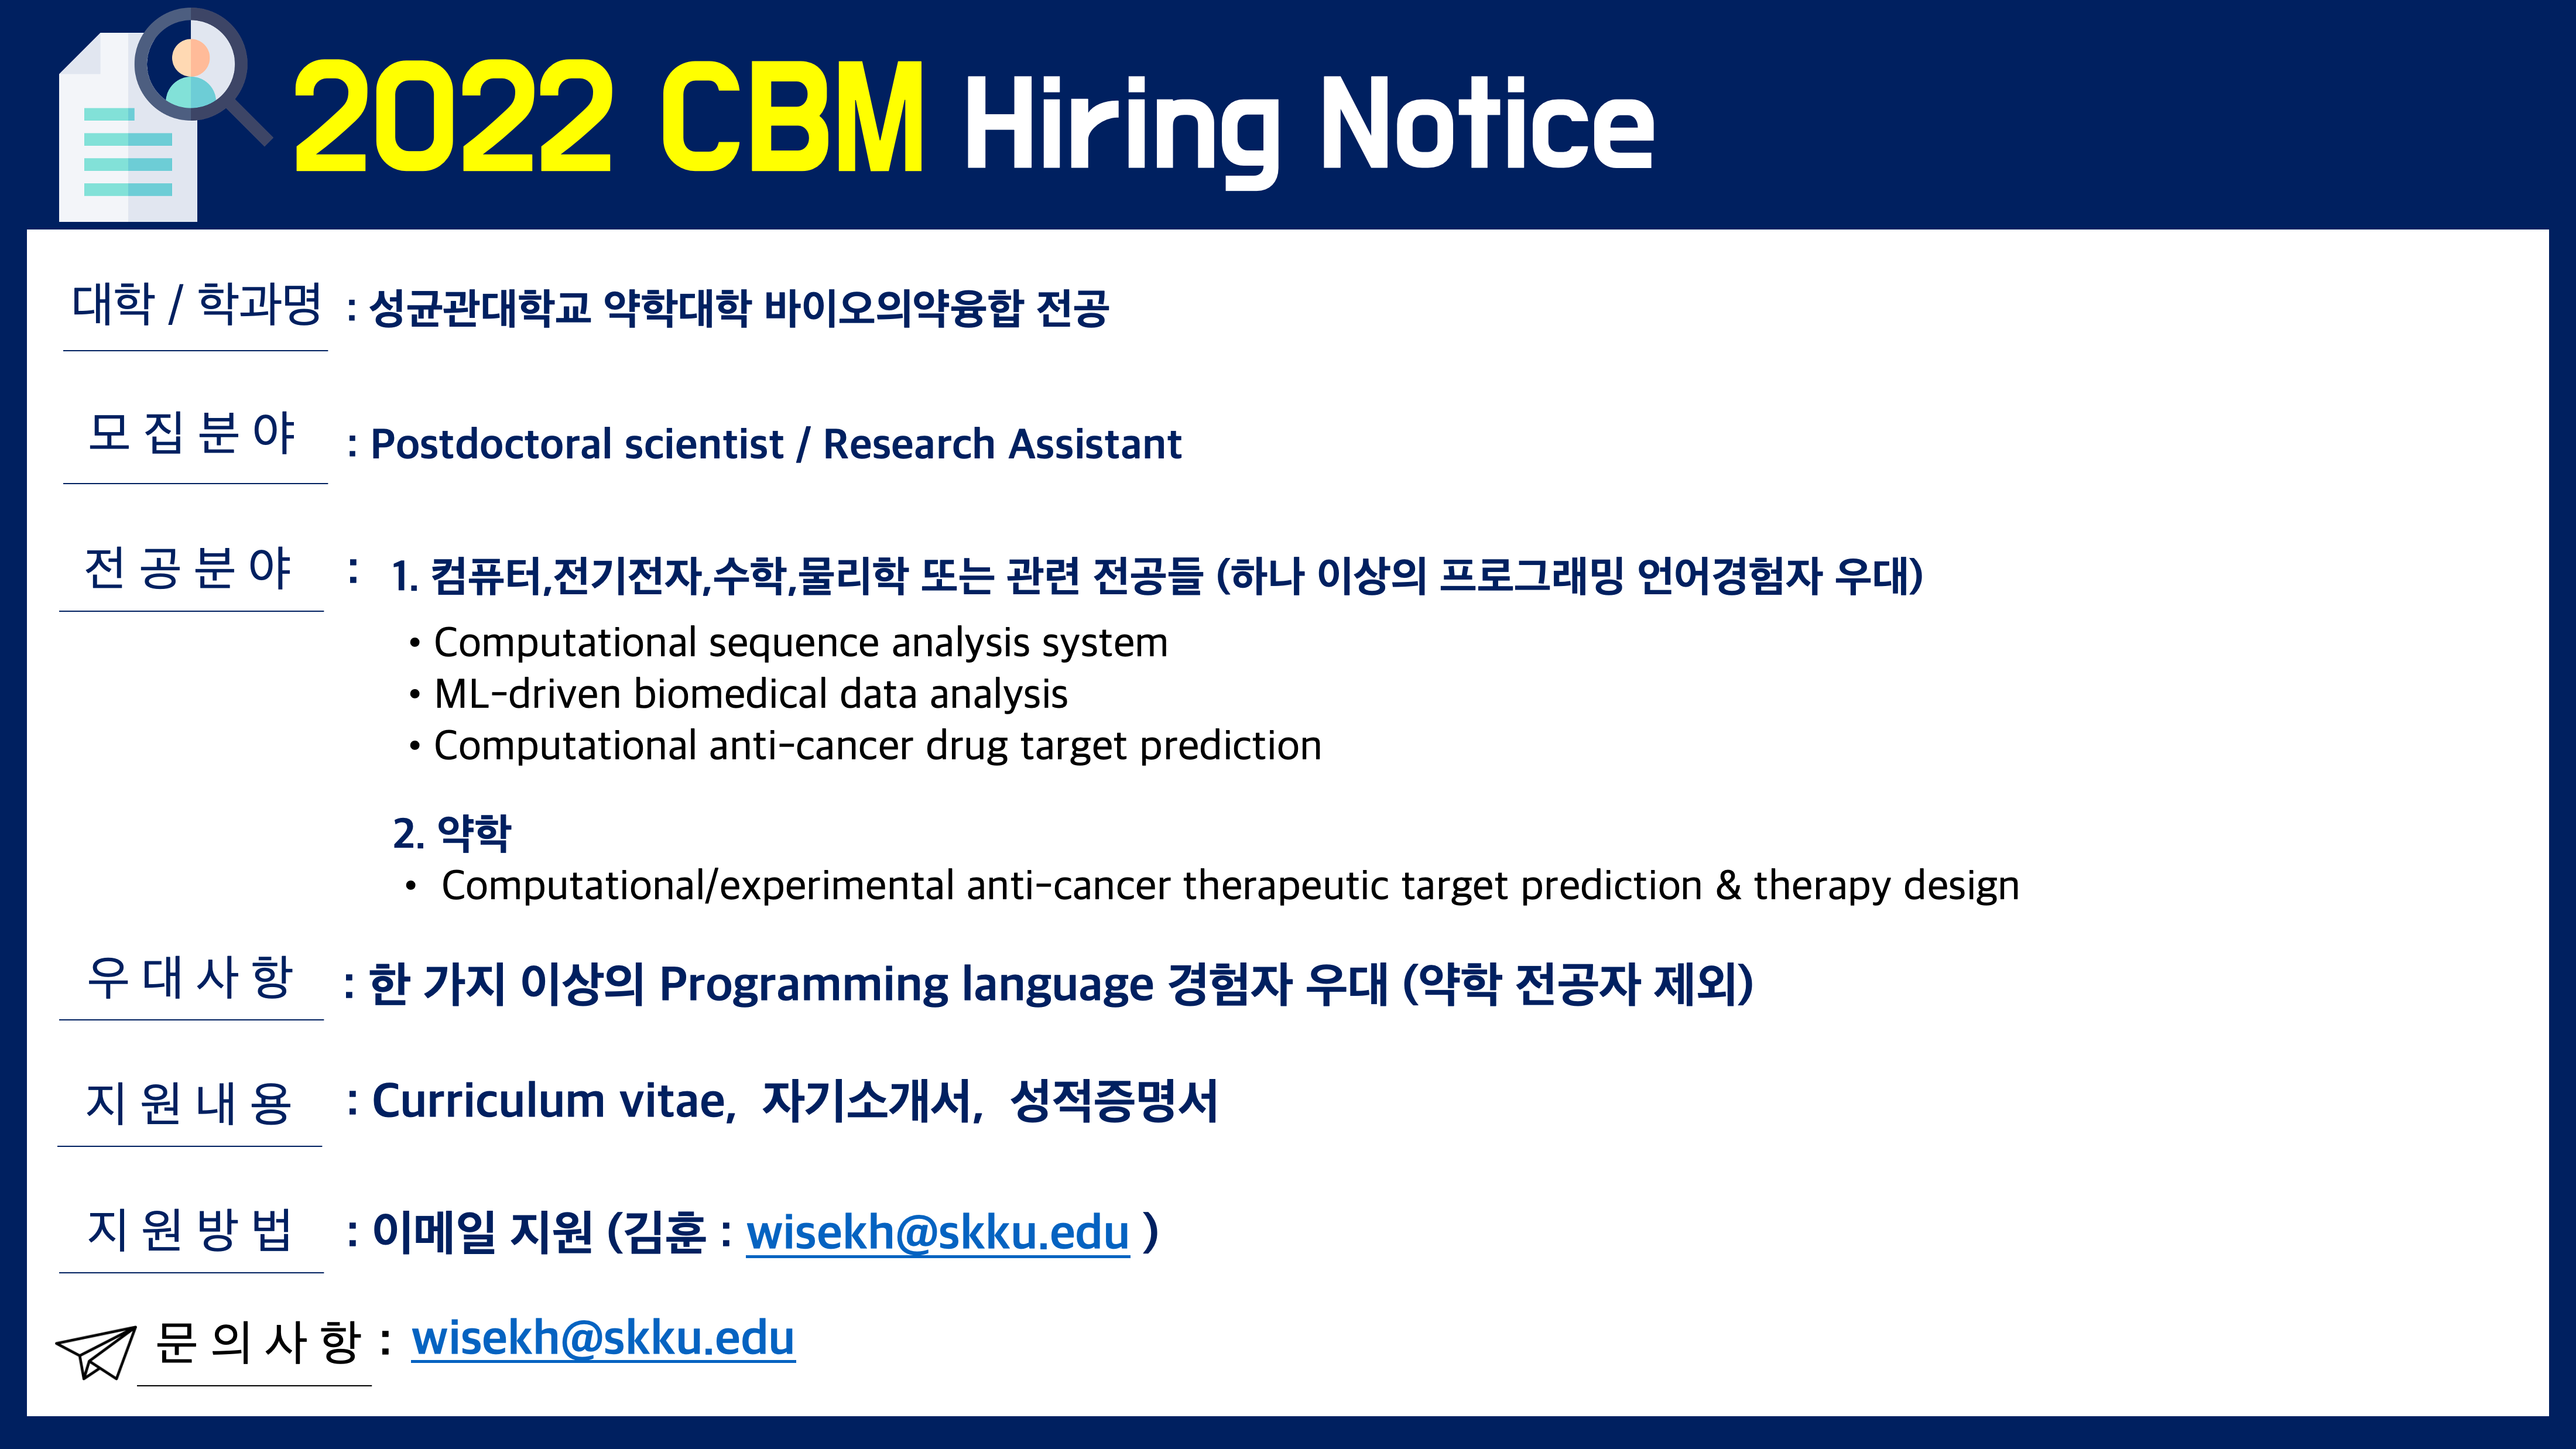 2022 CBM Hiring Notice
대학 / 학과명 : 성균관대학교 약학대학 바이오의약융합 전공
모집분야 : Postdoctoral scientist / Research Assistant
전공분야 : 1. 컴퓨터,전기전자,수학,물리학 또는 관련 전공들 (하나 이상의 프로그래밍 언어경험자 우대)
• Computational sequence analysis system
• ML-driven biomedical data analysis
• Computational anti-cancer drug target prediction
2. 약학
• Computational/experimental anti-cancer therapeutic target prediction & therapy design
우대사항 : 한 가지 이상의 Programming language 경험자 우대 (약학 전공자 제외)
지원내용 : Curriculum vitae, 자기소개서, 성적증명서
지원방법 : 이메일 지원 (김훈 : wisekh@skku.edu )
문의사항 : wisekh@skku.edu